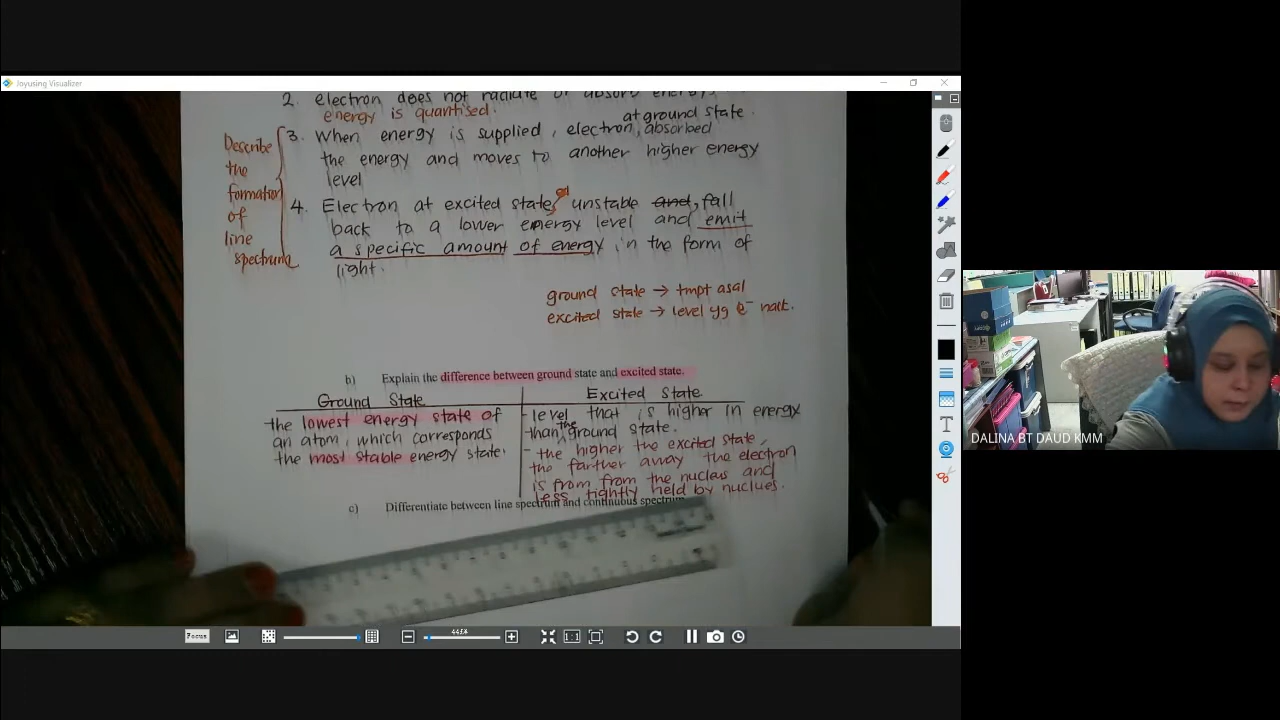 Joyusing Visualizer
2. electron does not radiate or absorb energy,
energy is quantised.
at ground state.
3. When energy is supplied, electron, absorbed
the energy and moves to another higher energy
level
Describe
the
formation
of
line
spectrum
4. Electron at excited state unstable and, fall
back to a lower energy level and emit
a specific amount of energy, in the form of
light.
ground state → tmpt asal
excited state → level yg e⁻ naik.
b) Explain the difference between ground state and excited state.
Ground State
Excited State
the lowest energy state of
an atom, which corresponds
the most stable energy state.
- level that is higher in energy
than the ground state.
- the higher the excited state,
the farther away the electron
is from from the nucleus and
less tightly held by nuclues.
c) Differentiate between line spectrum and continuous spectrum
DALINA BT DAUD KMM
Focus
1:1